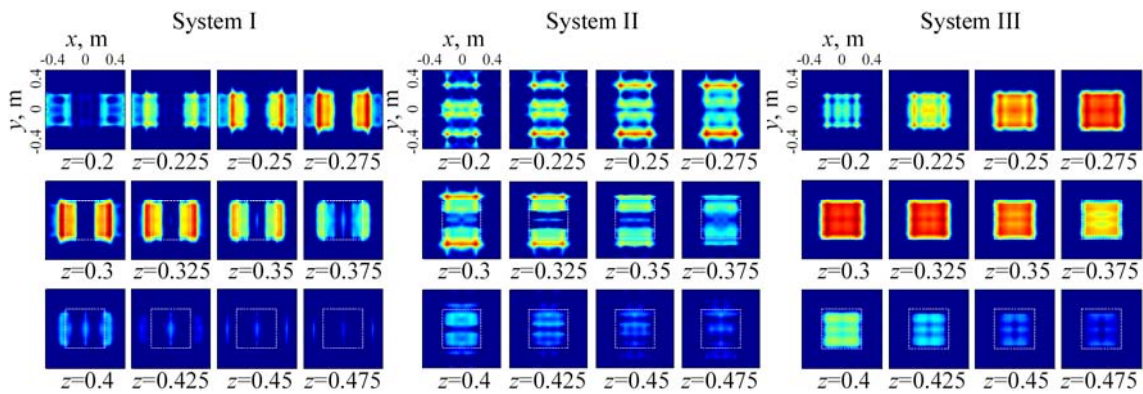 System I System II System III
x, m x, m x, m
-0.4 0 0.4 -0.4 0 0.4 -0.4 0 0.4
y, m y, m y, m
0.4 0 -0.4 0.4 0 -0.4 0.4 0 -0.4
z=0.2 z=0.225 z=0.25 z=0.275 z=0.2 z=0.225 z=0.25 z=0.275 z=0.2 z=0.225 z=0.25 z=0.275
z=0.3 z=0.325 z=0.35 z=0.375 z=0.3 z=0.325 z=0.35 z=0.375 z=0.3 z=0.325 z=0.35 z=0.375
z=0.4 z=0.425 z=0.45 z=0.475 z=0.4 z=0.425 z=0.45 z=0.475 z=0.4 z=0.425 z=0.45 z=0.475